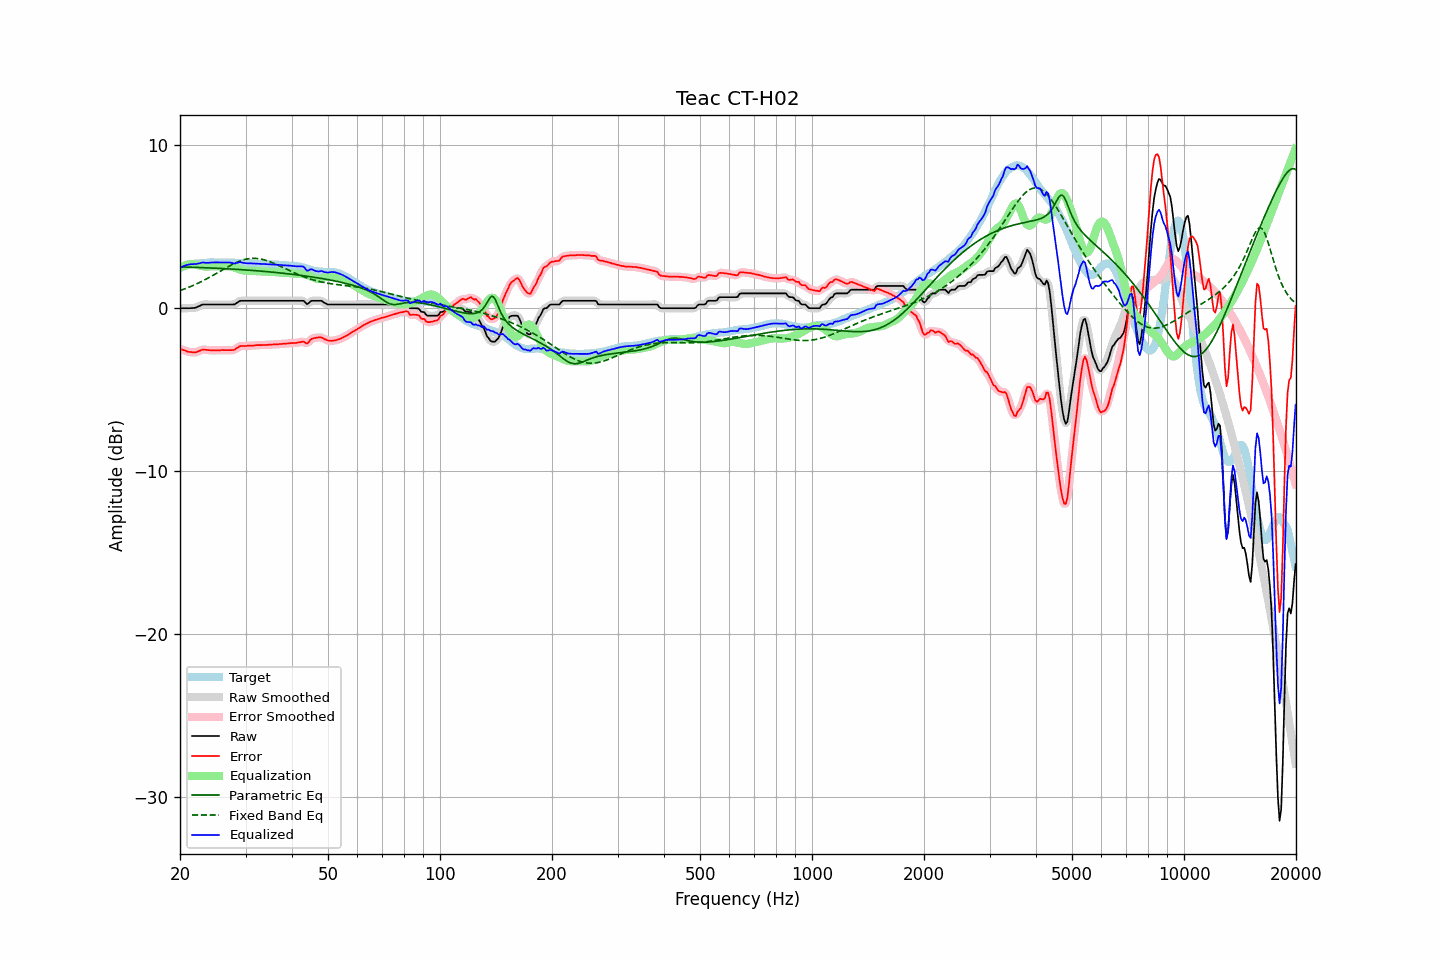 Teac CT-H02
10
0
−10
−20
−30
Amplitude (dBr)
Target
Raw Smoothed
Error Smoothed
Raw
Error
Equalization
Parametric Eq
Fixed Band Eq
Equalized
20
50
100
200
500
1000
2000
5000
10000
20000
Frequency (Hz)